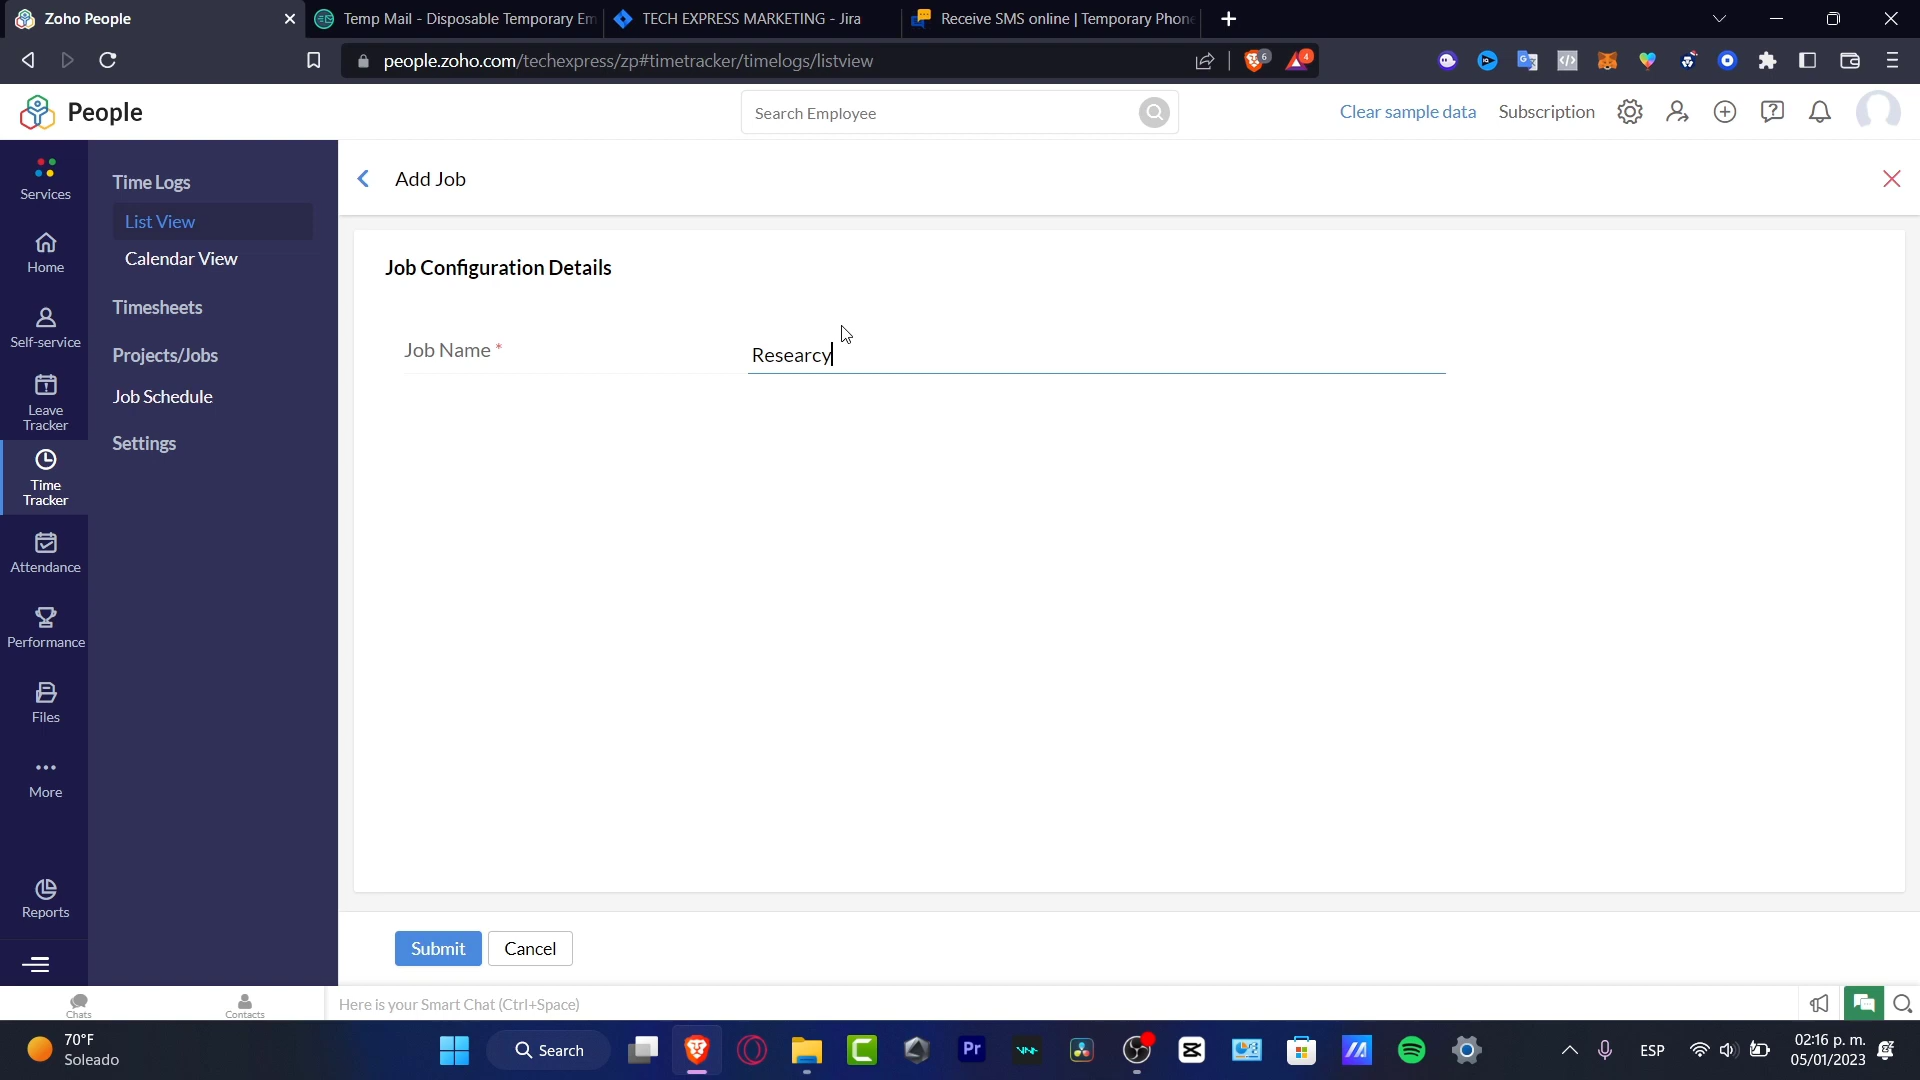 Zoho People
Temp Mail - Disposable Temporary Em
TECH EXPRESS MARKETING - Jira
Receive SMS online | Temporary Phone
people.zoho.com/techexpress/zp#timetracker/timelogs/listview
6
4
People
Search Employee
Clear sample data
Subscription
Services
Home
Self-service
Leave
Tracker
Time
Tracker
Attendance
Performance
Files
More
Reports
Time Logs
List View
Calendar View
Timesheets
Projects/Jobs
Job Schedule
Settings
Add Job
Job Configuration Details
Job Name *
Researcy
Submit
Cancel
Chats
Contacts
Here is your Smart Chat (Ctrl+Space)
70°F
Soleado
Search
Pr
ESP
02:16 p. m.
05/01/2023